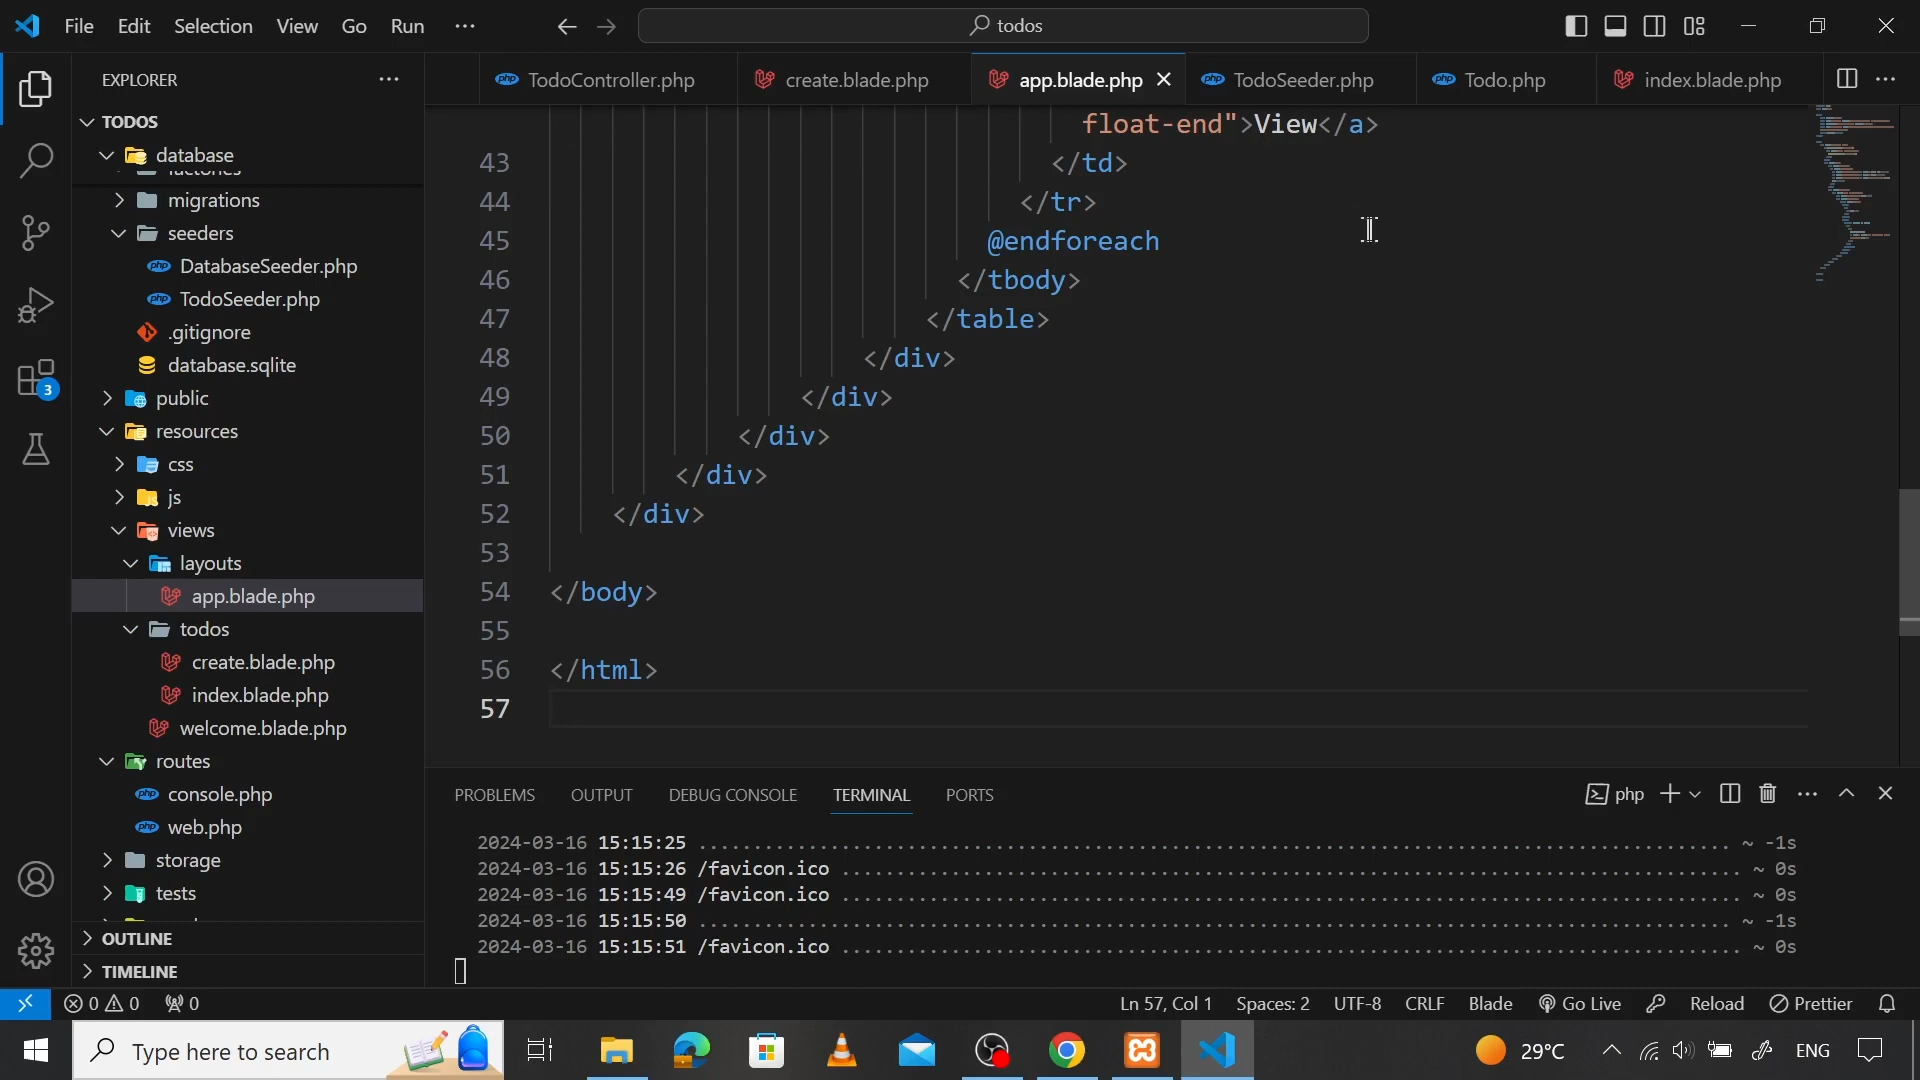 File Edit Selection View Go Run
todos
EXPLORER
TodoController.php
create.blade.php
app.blade.php
TodoSeeder.php
Todo.php
index.blade.php
TODOS
database
factories
migrations
seeders
DatabaseSeeder.php
TodoSeeder.php
.gitignore
database.sqlite
public
resources
css
js
views
layouts
app.blade.php
todos
create.blade.php
index.blade.php
welcome.blade.php
routes
console.php
web.php
storage
tests
OUTLINE
TIMELINE
3
float-end">View</a>
43 </td>
44 </tr>
45 @endforeach
46 </tbody>
47 </table>
48 </div>
49 </div>
50 </div>
51 </div>
52 </div>
53
54 </body>
55
56 </html>
57
PROBLEMS OUTPUT DEBUG CONSOLE TERMINAL PORTS
php
2024-03-16 15:15:25 ........ ~ -1s
2024-03-16 15:15:26 /favicon.ico ........ ~ 0s
2024-03-16 15:15:49 /favicon.ico ........ ~ 0s
2024-03-16 15:15:50 ........ ~ -1s
2024-03-16 15:15:51 /favicon.ico ........ ~ 0s
0 0 0
Ln 57, Col 1 Spaces: 2 UTF-8 CRLF Blade Go Live Reload Prettier
Type here to search
29°C
ENG